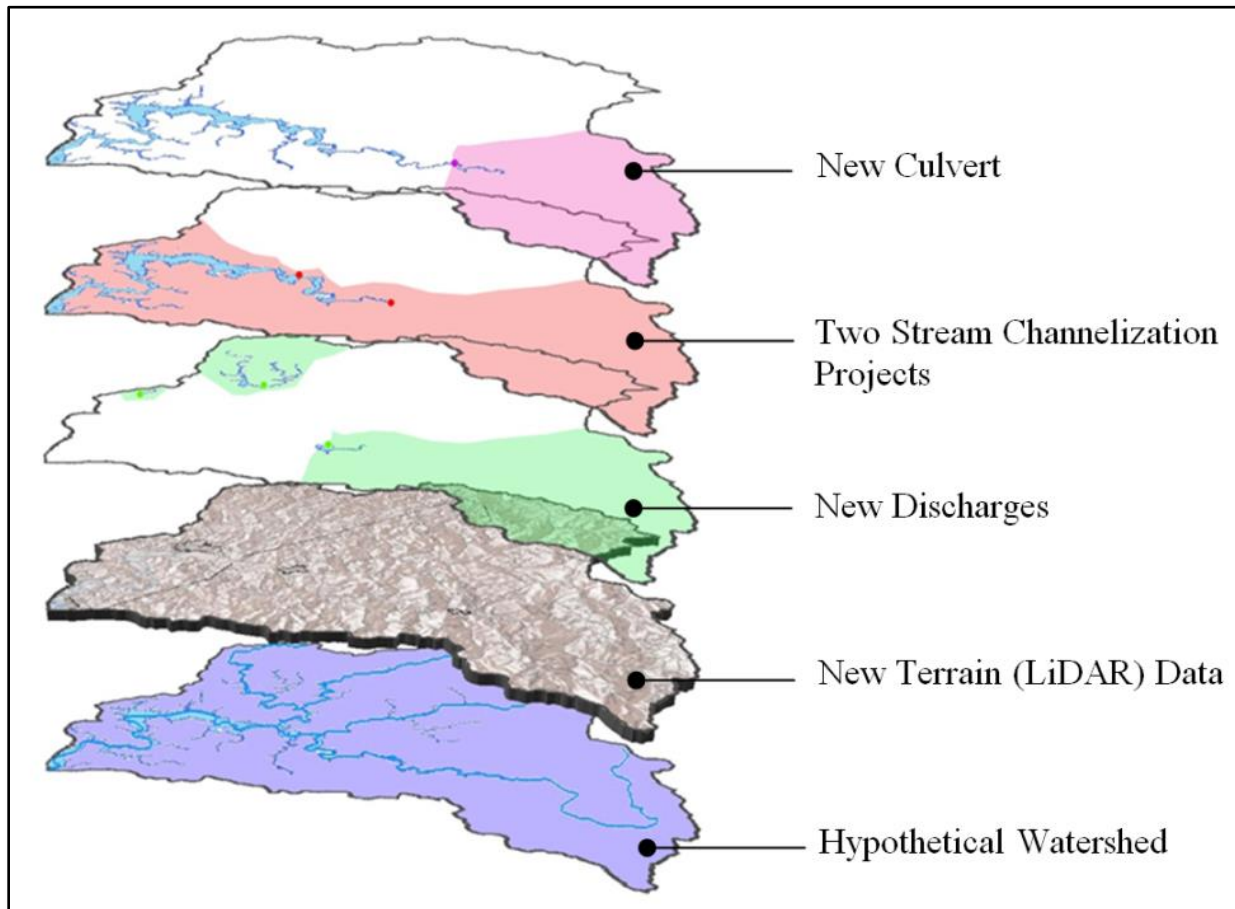 New Culvert
Two Stream Channelization
Projects
New Discharges
New Terrain (LiDAR) Data
Hypothetical Watershed